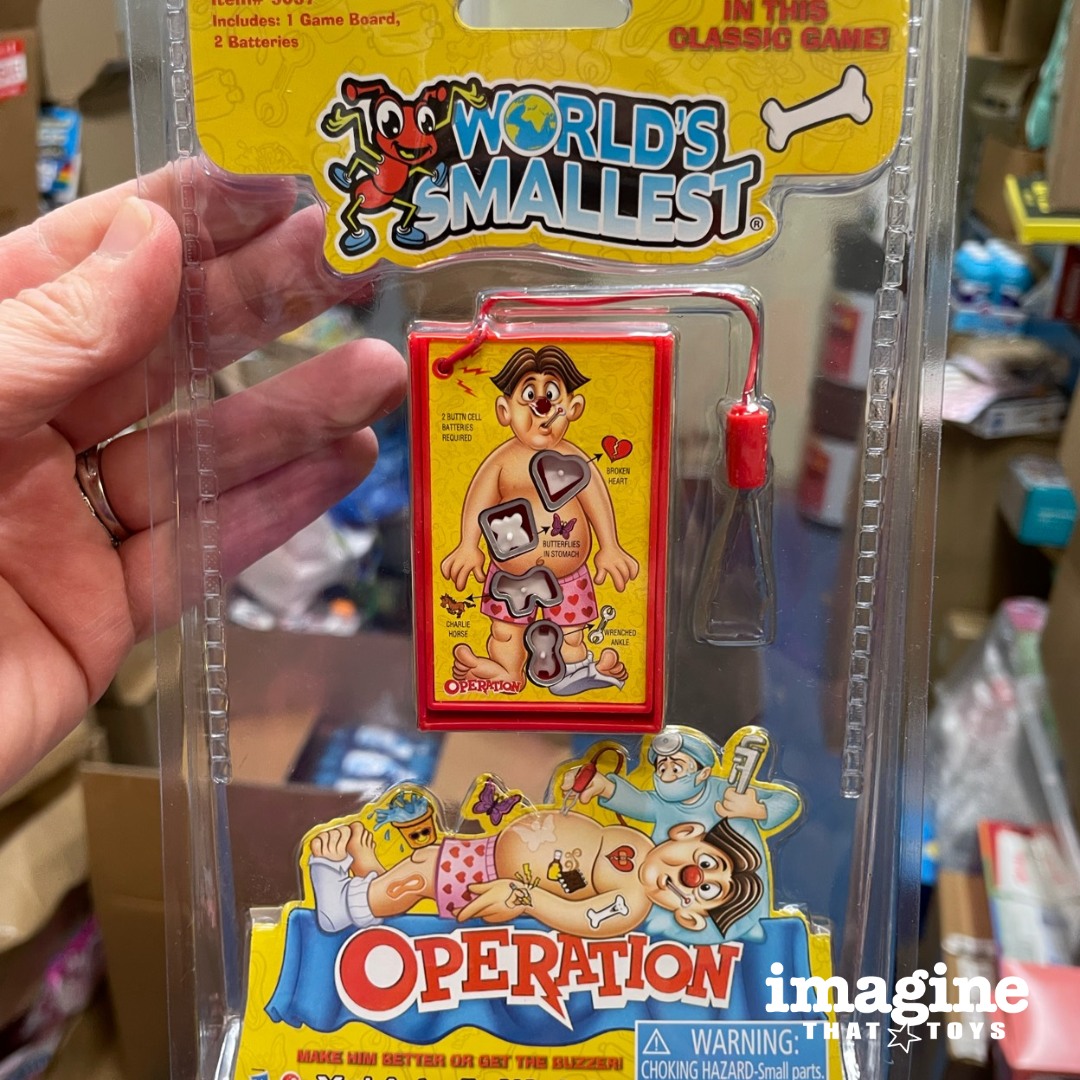 Includes: 1 Game Board,
2 Batteries
IN THIS
CLASSIC GAME!
WORLD'S
SMALLEST®
2 BUTTN CELL
BATTERIES
REQUIRED
BROKEN
HEART
BUTTERFLIES
IN STOMACH
CHARLIE
HORSE
WRENCHED
ANKLE
OPERATION
OPERATION
MAKE HIM BETTER OR GET THE BUZZER!
WARNING:
CHOKING HAZARD-Small parts.
imagine
THAT TOYS